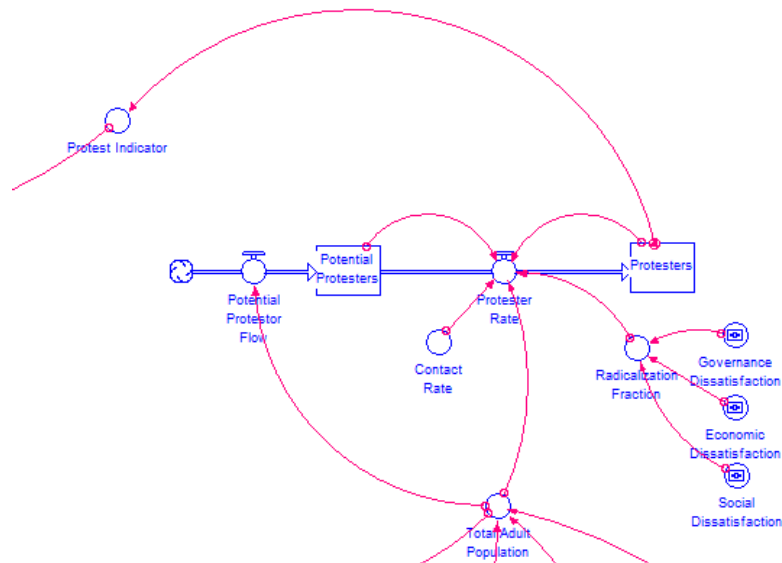 Protest Indicator
Potential
Protesters
Protesters
Potential
Protestor
Flow
Protester
Rate
Contact
Rate
Radicalization
Fraction
Governance
Dissatisfaction
Economic
Dissatisfaction
Social
Dissatisfaction
Total Adult
Population